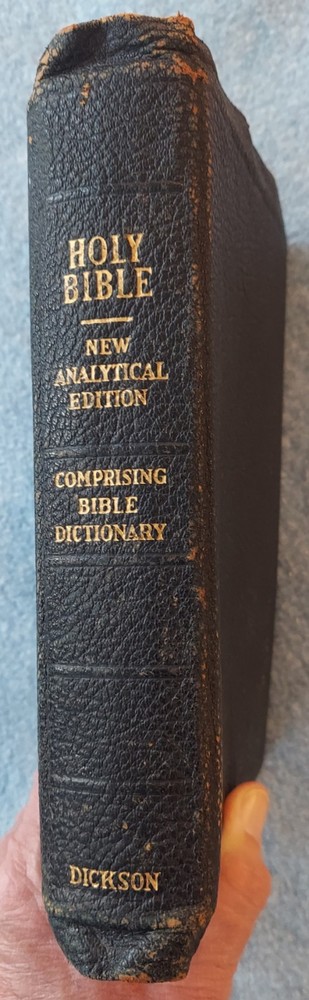 HOLY
BIBLE
NEW
ANALYTICAL
EDITION
COMPRISING
BIBLE
DICTIONARY
DICKSON